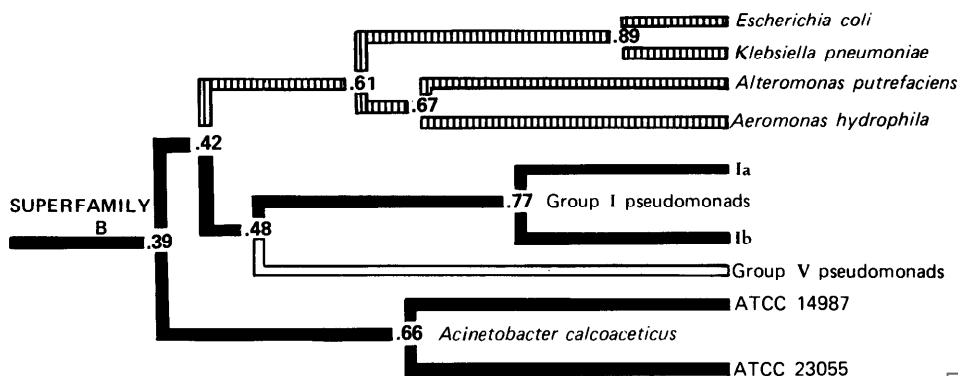 Escherichia coli
.89
Klebsiella pneumoniae
.61
Alteromonas putrefaciens
.67
Aeromonas hydrophila
.42
Ia
.77 Group I pseudomonads
SUPERFAMILY
B
.48
Ib
.39
Group V pseudomonads
ATCC 14987
.66 Acinetobacter calcoaceticus
ATCC 23055